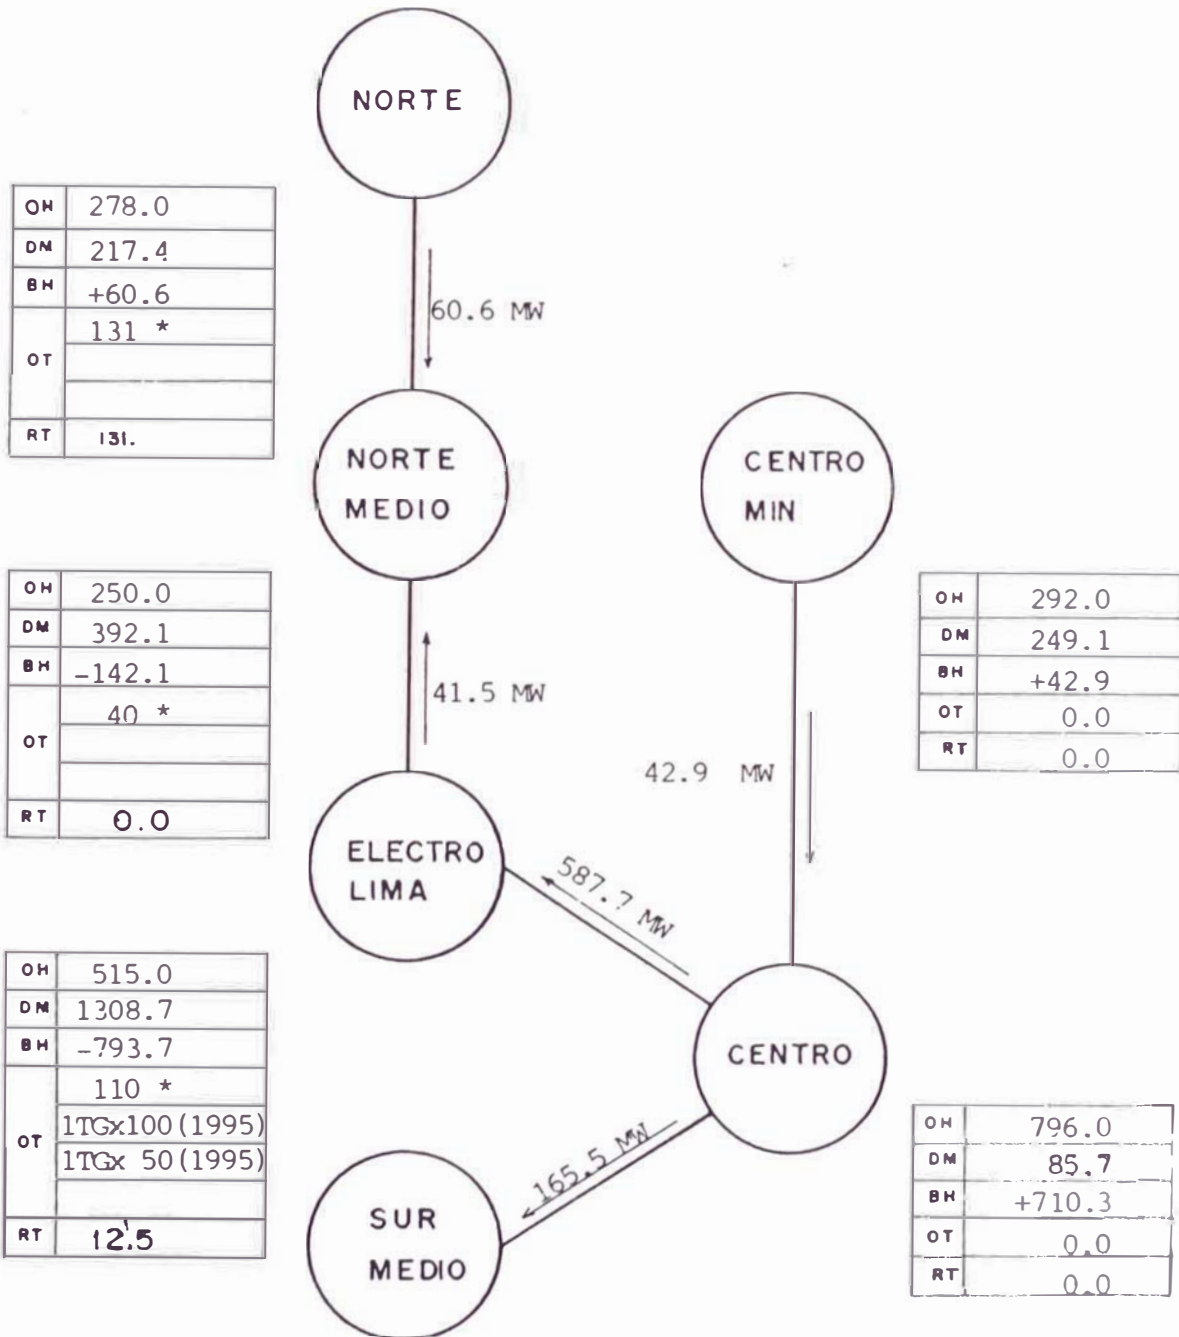 NORTE
OH 278.0
DM 217.4
BH +60.6
OT 131 *
RT 131.
60.6 MW
NORTE
MEDIO
CENTRO
MIN
OH 250.0
DM 392.1
BH -142.1
OT 40 *
RT 0.0
41.5 MW
OH 292.0
DM 249.1
BH +42.9
OT 0.0
RT 0.0
42.9 MW
ELECTRO
LIMA
587.7 MW
OH 515.0
DM 1308.7
BH -793.7
OT 110 *
1TGx100(1995)
1TGx 50(1995)
RT 12.5
CENTRO
165.5 MW
SUR
MEDIO
OH 796.0
DM 85.7
BH +710.3
OT 0.0
RT 0.0